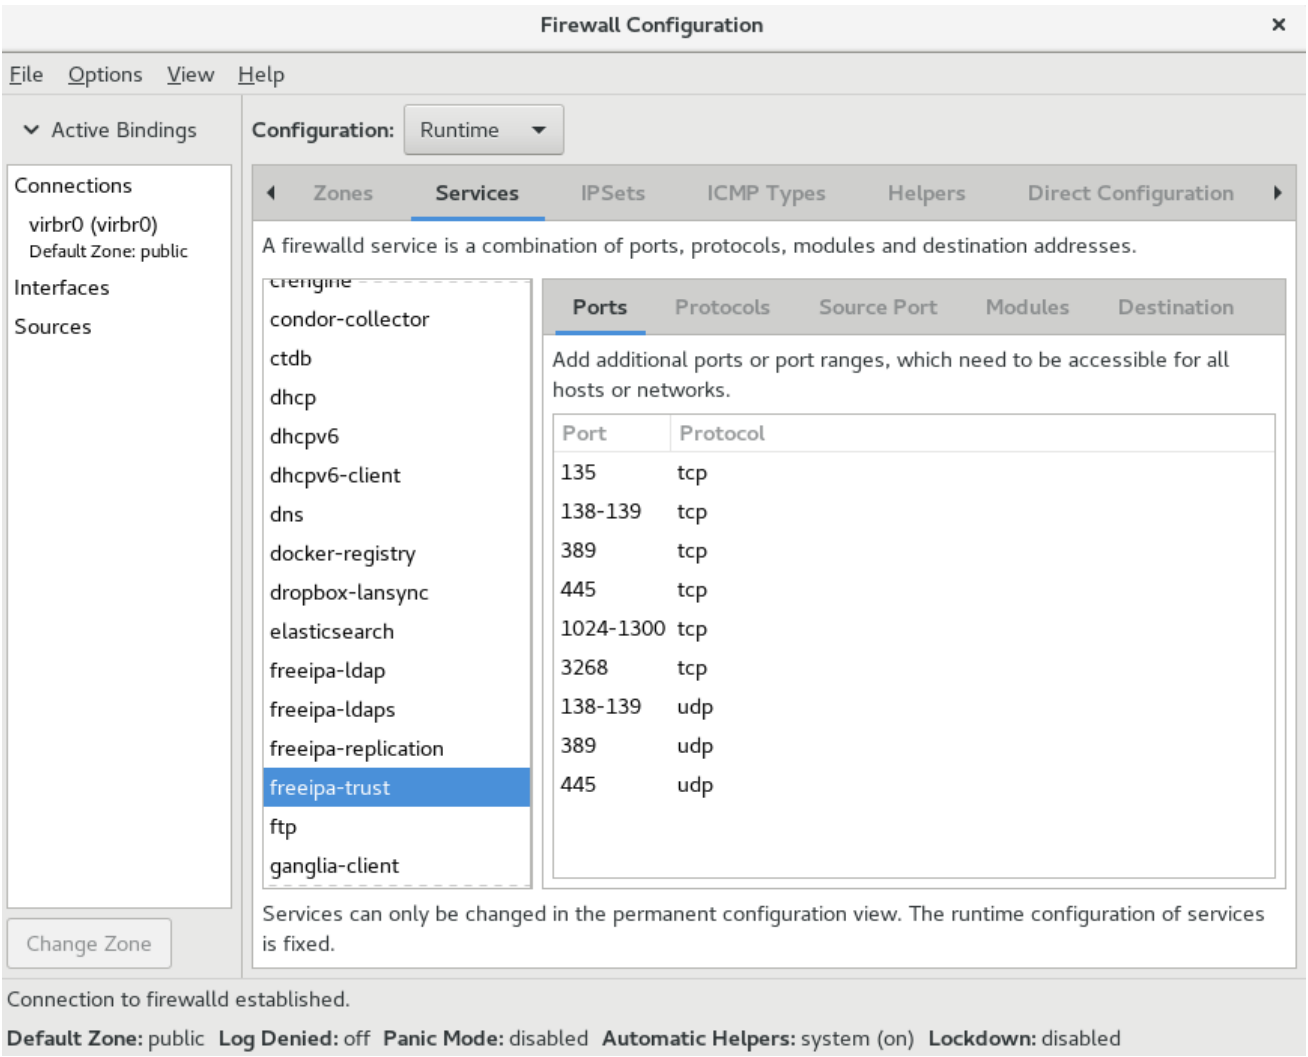 Firewall Configuration ×
File Options View Help
Active Bindings
Connections
virbr0 (virbr0)
Default Zone: public
Interfaces
Sources
Change Zone
Configuration: Runtime
Zones Services IPSets ICMP Types Helpers Direct Configuration
A firewalld service is a combination of ports, protocols, modules and destination addresses.
condor-collector
ctdb
dhcp
dhcpv6
dhcpv6-client
dns
docker-registry
dropbox-lansync
elasticsearch
freeipa-ldap
freeipa-ldaps
freeipa-replication
freeipa-trust
ftp
ganglia-client
Ports Protocols Source Port Modules Destination
Add additional ports or port ranges, which need to be accessible for all
hosts or networks.
Port Protocol
135 tcp
138-139 tcp
389 tcp
445 tcp
1024-1300 tcp
3268 tcp
138-139 udp
389 udp
445 udp
Services can only be changed in the permanent configuration view. The runtime configuration of services
is fixed.
Connection to firewalld established.
Default Zone: public Log Denied: off Panic Mode: disabled Automatic Helpers: system (on) Lockdown: disabled